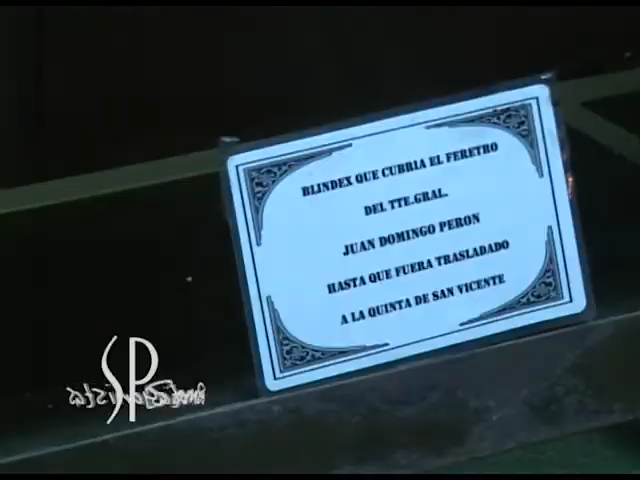 BLINDEX QUE CUBRIA EL FERETRO
DEL TTE.GRAL.
JUAN DOMINGO PERON
HASTA QUE FUERA TRASLADADO
A LA QUINTA DE SAN VICENTE
SP